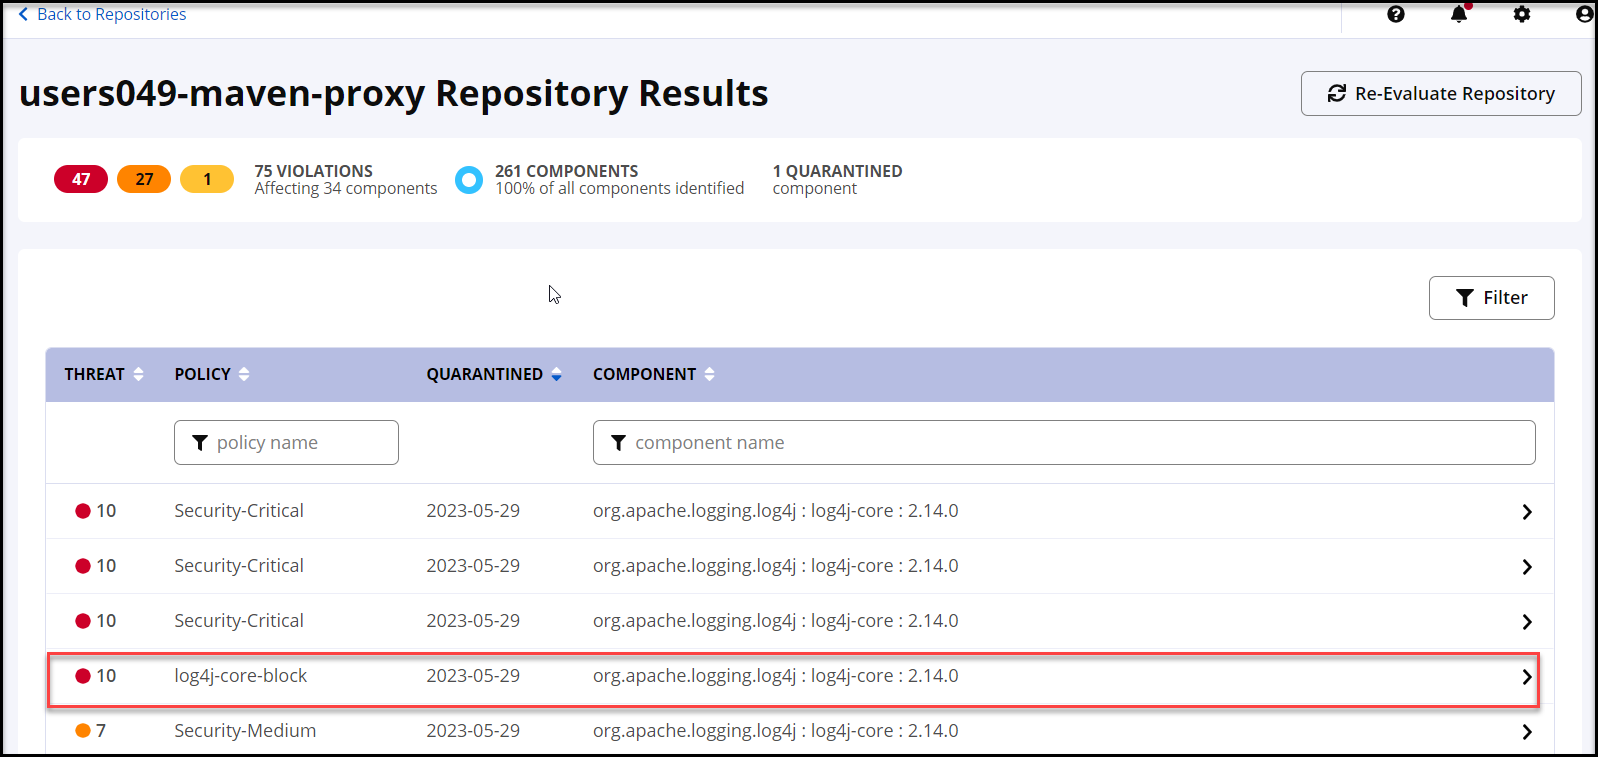 Back to Repositories
users049-maven-proxy Repository Results
Re-Evaluate Repository
47 27 1
75 VIOLATIONS
Affecting 34 components
261 COMPONENTS
100% of all components identified
1 QUARANTINED
component
Filter
THREAT POLICY QUARANTINED COMPONENT
policy name component name
10 Security-Critical 2023-05-29 org.apache.logging.log4j : log4j-core : 2.14.0
10 Security-Critical 2023-05-29 org.apache.logging.log4j : log4j-core : 2.14.0
10 Security-Critical 2023-05-29 org.apache.logging.log4j : log4j-core : 2.14.0
10 log4j-core-block 2023-05-29 org.apache.logging.log4j : log4j-core : 2.14.0
7 Security-Medium 2023-05-29 org.apache.logging.log4j : log4j-core : 2.14.0